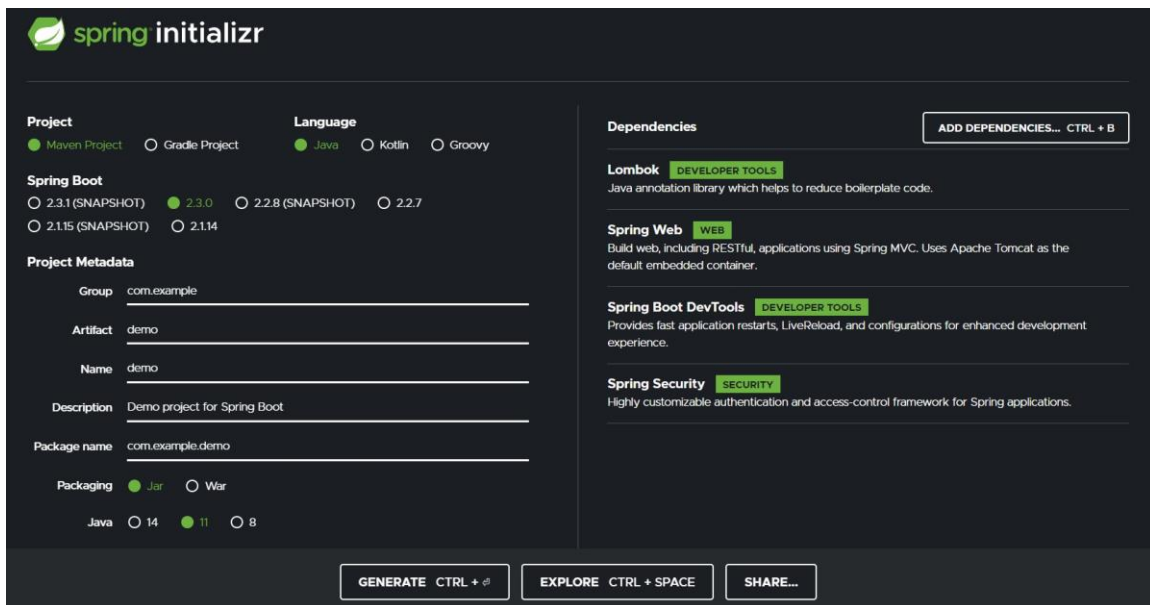 spring initializr
Project
Maven Project Gradle Project
Language
Java Kotlin Groovy
Spring Boot
2.3.1 (SNAPSHOT) 2.3.0 2.2.8 (SNAPSHOT) 2.2.7
2.1.15 (SNAPSHOT) 2.1.14
Project Metadata
Group com.example
Artifact demo
Name demo
Description Demo project for Spring Boot
Package name com.example.demo
Packaging Jar War
Java 14 11 8
Dependencies
ADD DEPENDENCIES... CTRL + B
Lombok DEVELOPER TOOLS
Java annotation library which helps to reduce boilerplate code.
Spring Web WEB
Build web, including RESTful, applications using Spring MVC. Uses Apache Tomcat as the
default embedded container.
Spring Boot DevTools DEVELOPER TOOLS
Provides fast application restarts, LiveReload, and configurations for enhanced development
experience.
Spring Security SECURITY
Highly customizable authentication and access-control framework for Spring applications.
GENERATE CTRL + ⏎
EXPLORE CTRL + SPACE
SHARE...